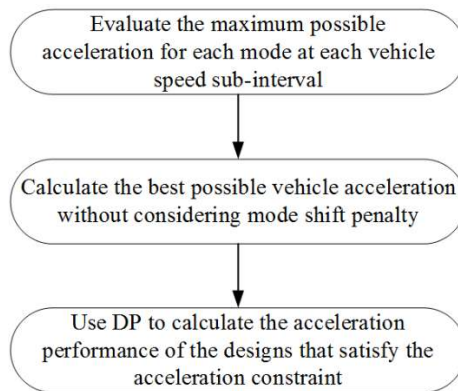 Evaluate the maximum possible
acceleration for each mode at each vehicle
speed sub-interval
Calculate the best possible vehicle acceleration
without considering mode shift penalty
Use DP to calculate the acceleration
performance of the designs that satisfy the
acceleration constraint